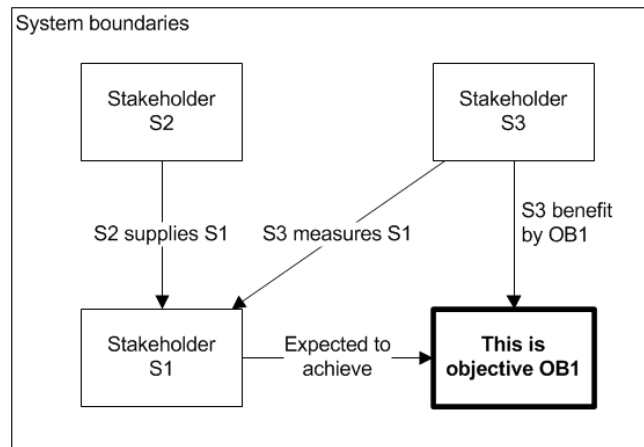 System boundaries
Stakeholder
S2
Stakeholder
S3
S2 supplies S1
S3 measures S1
S3 benefit
by OB1
Stakeholder
S1
Expected to
achieve
This is
objective OB1